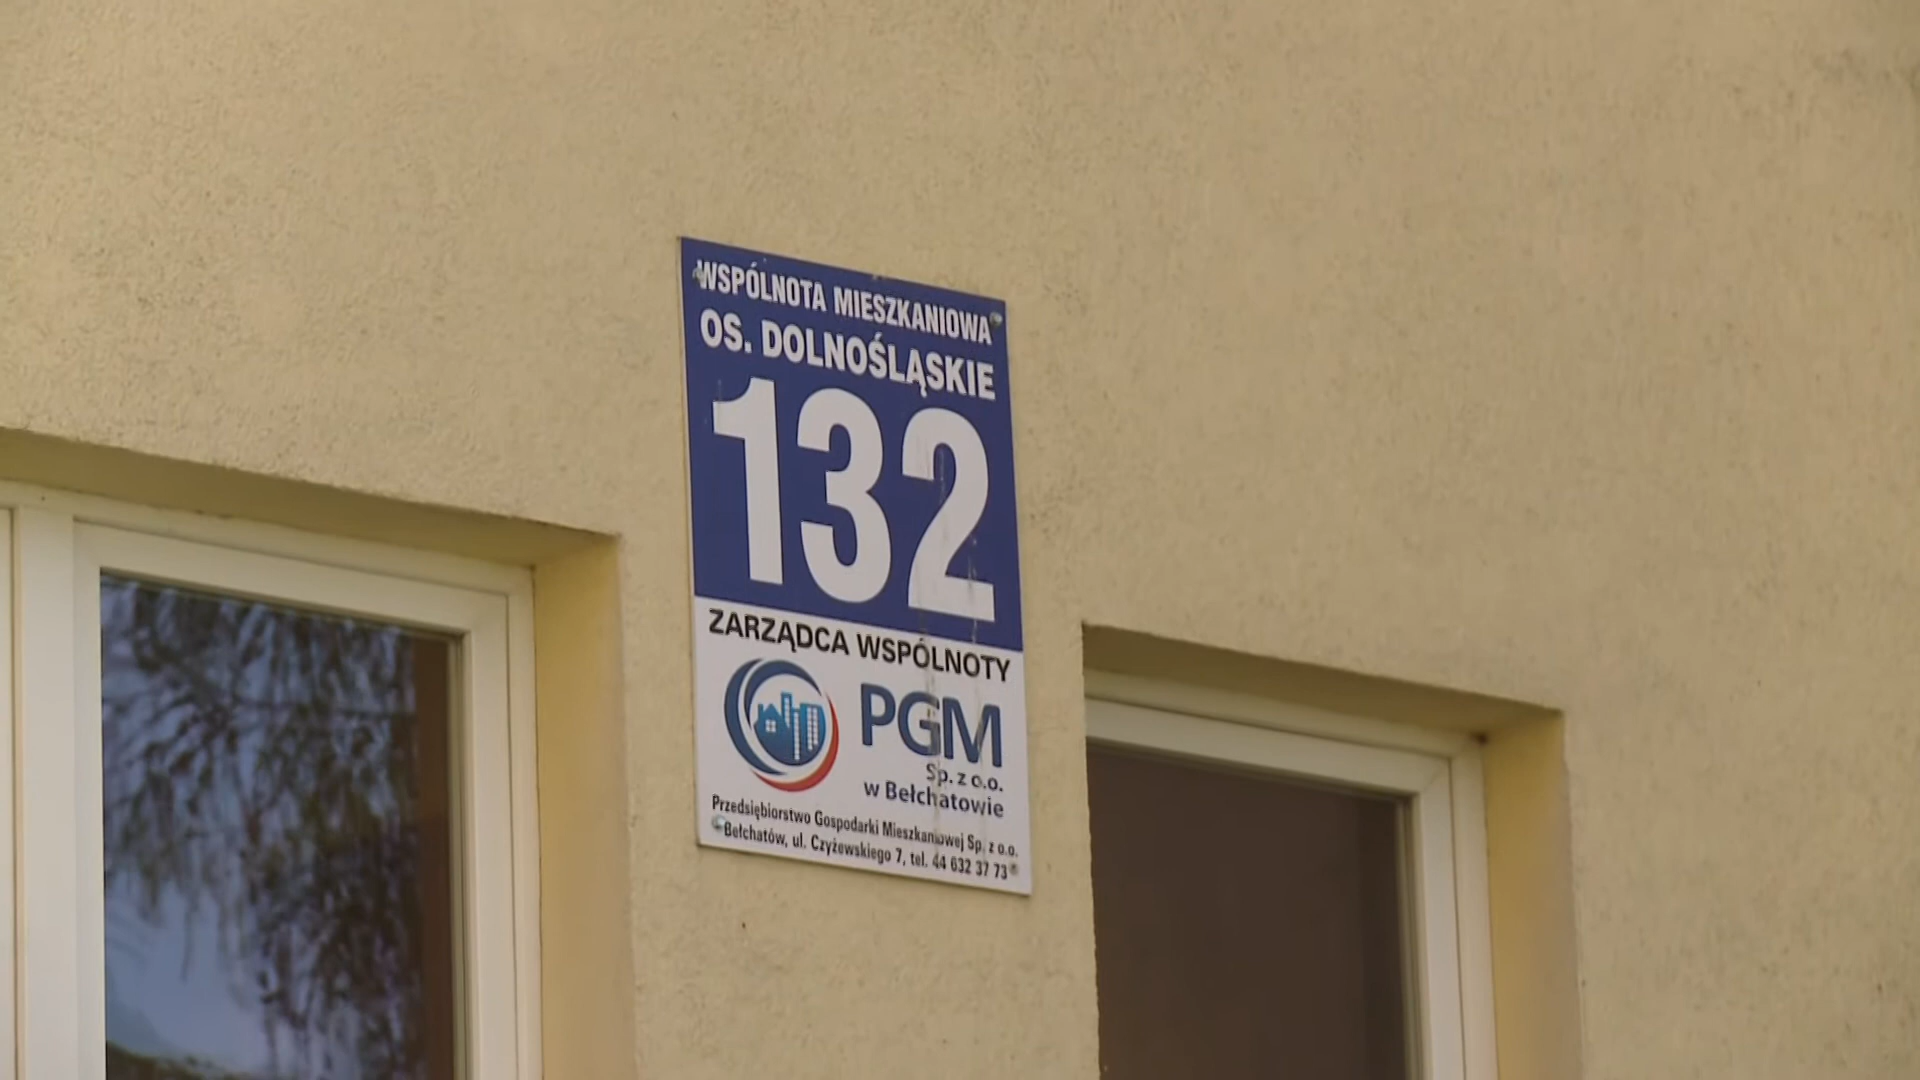 WSPÓLNOTA MIESZKANIOWA
OS. DOLNOŚLĄSKIE
132
ZARZĄDCA WSPÓLNOTY
PGM
Sp. z o.o.
w Bełchatowie
Przedsiębiorstwo Gospodarki Mieszkaniowej Sp. z o.o.
Bełchatów, ul. Czyżewskiego 7, tel. 44 632 37 73